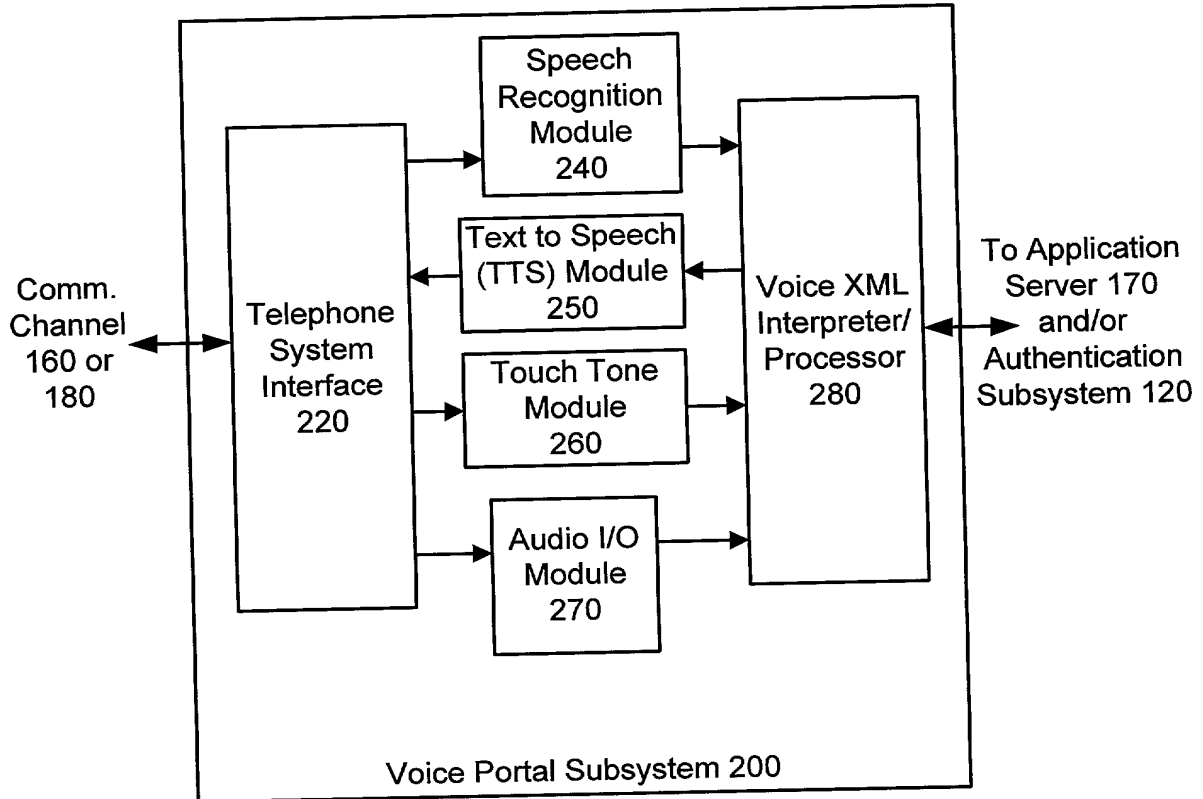 Speech
Recognition
Module
240
Text to Speech
(TTS) Module
250
Touch Tone
Module
260
Audio I/O
Module
270
Comm.
Channel
160 or
180
Telephone
System
Interface
220
Voice XML
Interpreter/
Processor
280
To Application
Server 170
and/or
Authentication
Subsystem 120
Voice Portal Subsystem 200